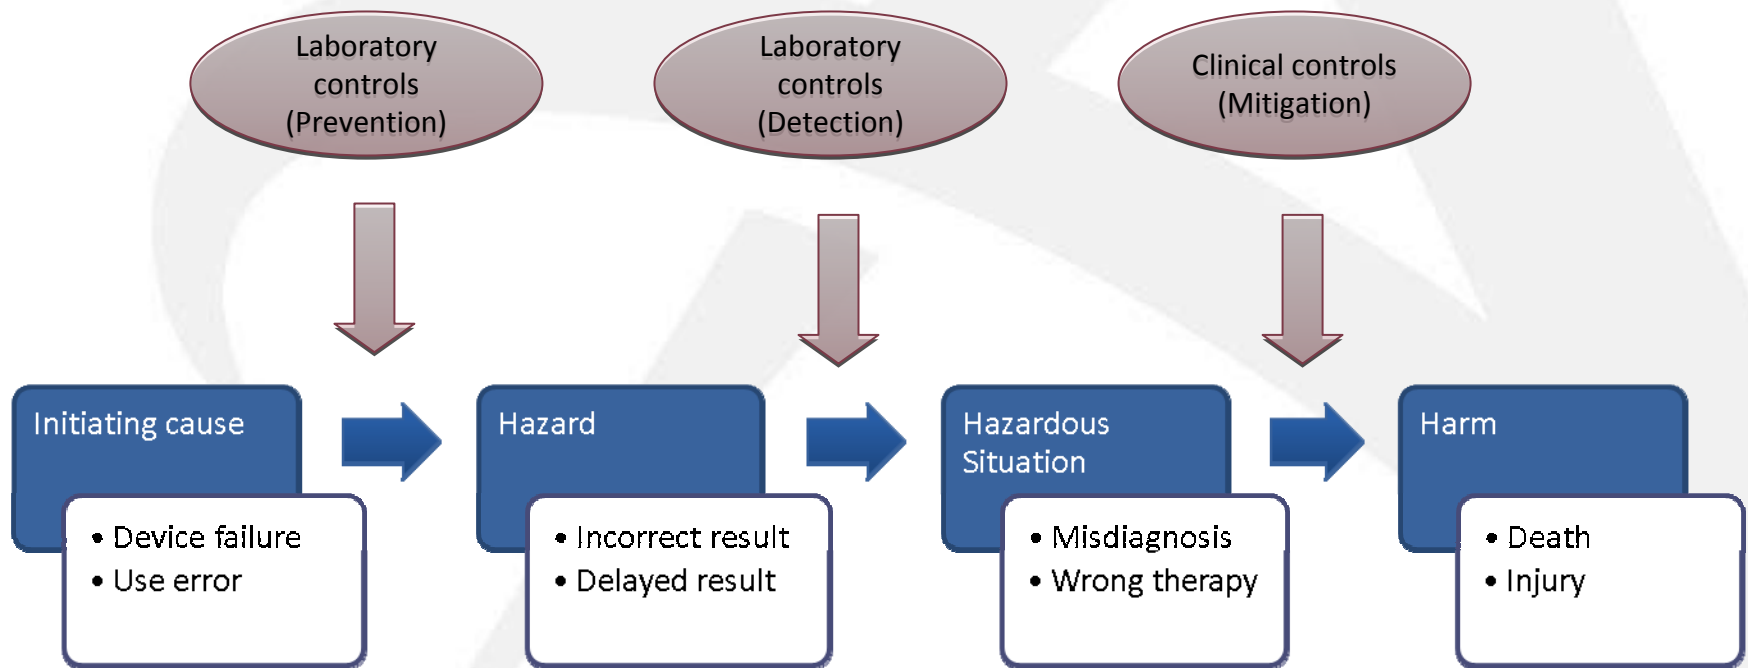 Laboratory
controls
(Prevention)
Laboratory
controls
(Detection)
Clinical controls
(Mitigation)
Initiating cause
• Device failure
• Use error
Hazard
• Incorrect result
• Delayed result
Hazardous
Situation
• Misdiagnosis
• Wrong therapy
Harm
• Death
• Injury